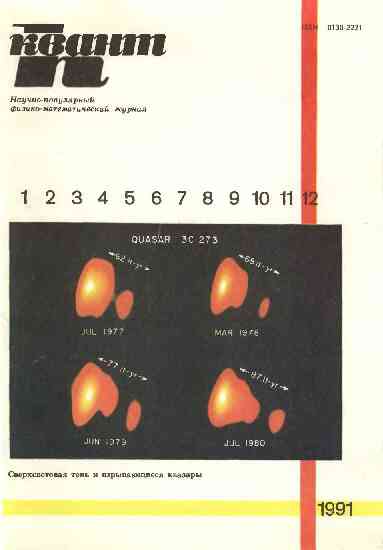 квант
ISSN 0130-2221
Научно-популярный
физико-математический журнал
1 2 3 4 5 6 7 8 9 10 11 12
QUASAR 3C 273
62 lt-yr
JUL 1977
66 lt-yr
MAR 1978
77 lt-yr
JUN 1979
87 lt-yr
JUL 1980
Сверхсветовая тень и взрывающиеся квазары
1991